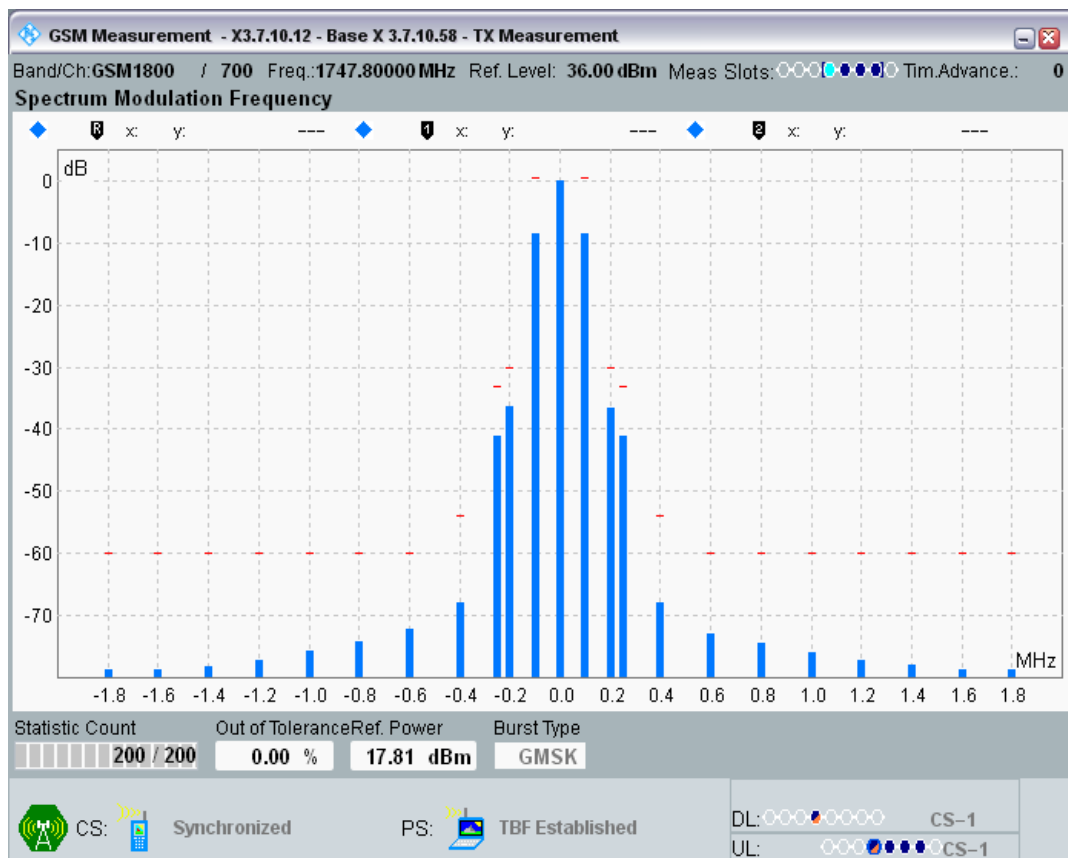 GSM Measurement - X3.7.10.12 - Base X 3.7.10.58 - TX Measurement
Band/Ch:GSM1800 / 700 Freq.:1747.80000 MHz Ref. Level: 36.00 dBm Meas Slots: Tim.Advance.: 0
Spectrum Modulation Frequency
R x: y: --- 1 x: y: --- 2 x: y: ---
dB
0
-10
-20
-30
-40
-50
-60
-70
MHz
-1.8 -1.6 -1.4 -1.2 -1.0 -0.8 -0.6 -0.4 -0.2 0.0 0.2 0.4 0.6 0.8 1.0 1.2 1.4 1.6 1.8
Statistic Count Out of Tolerance Ref. Power Burst Type
200 / 200 0.00 % 17.81 dBm GMSK
CS: Synchronized PS: TBF Established
DL: CS-1
UL: CS-1